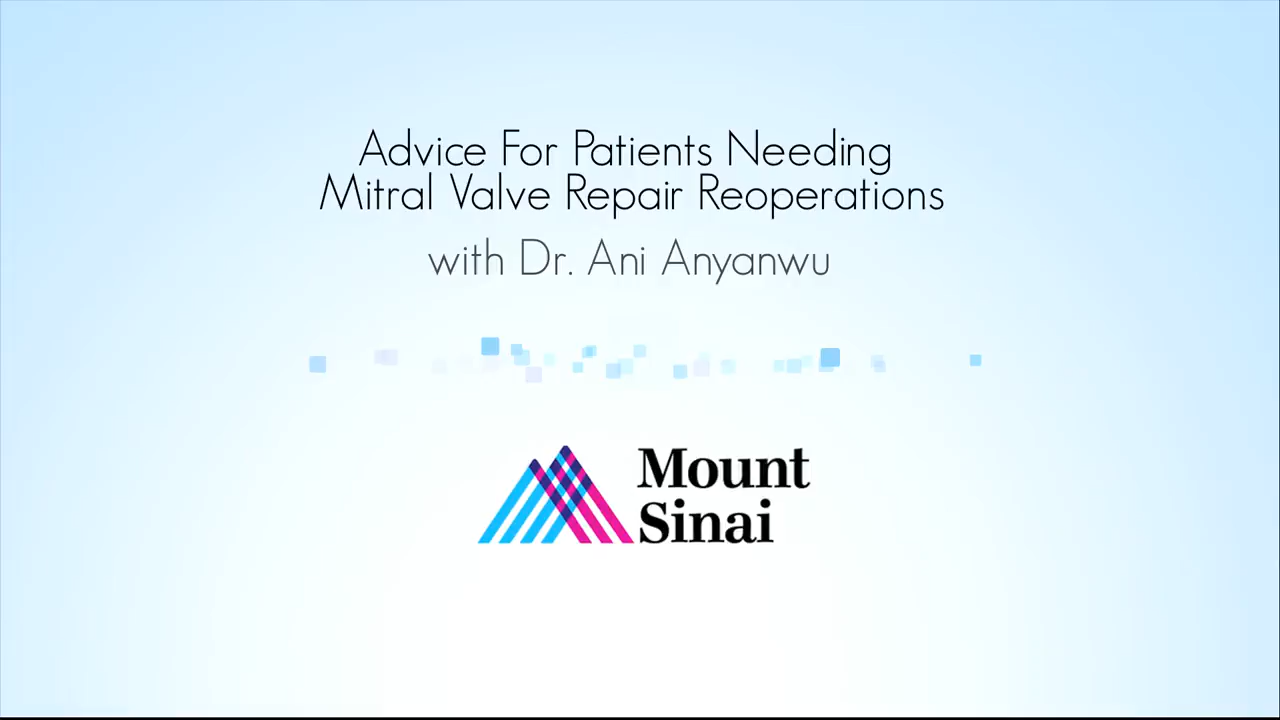 Advice For Patients Needing
Mitral Valve Repair Reoperations
with Dr. Ani Anyanwu
Mount
Sinai